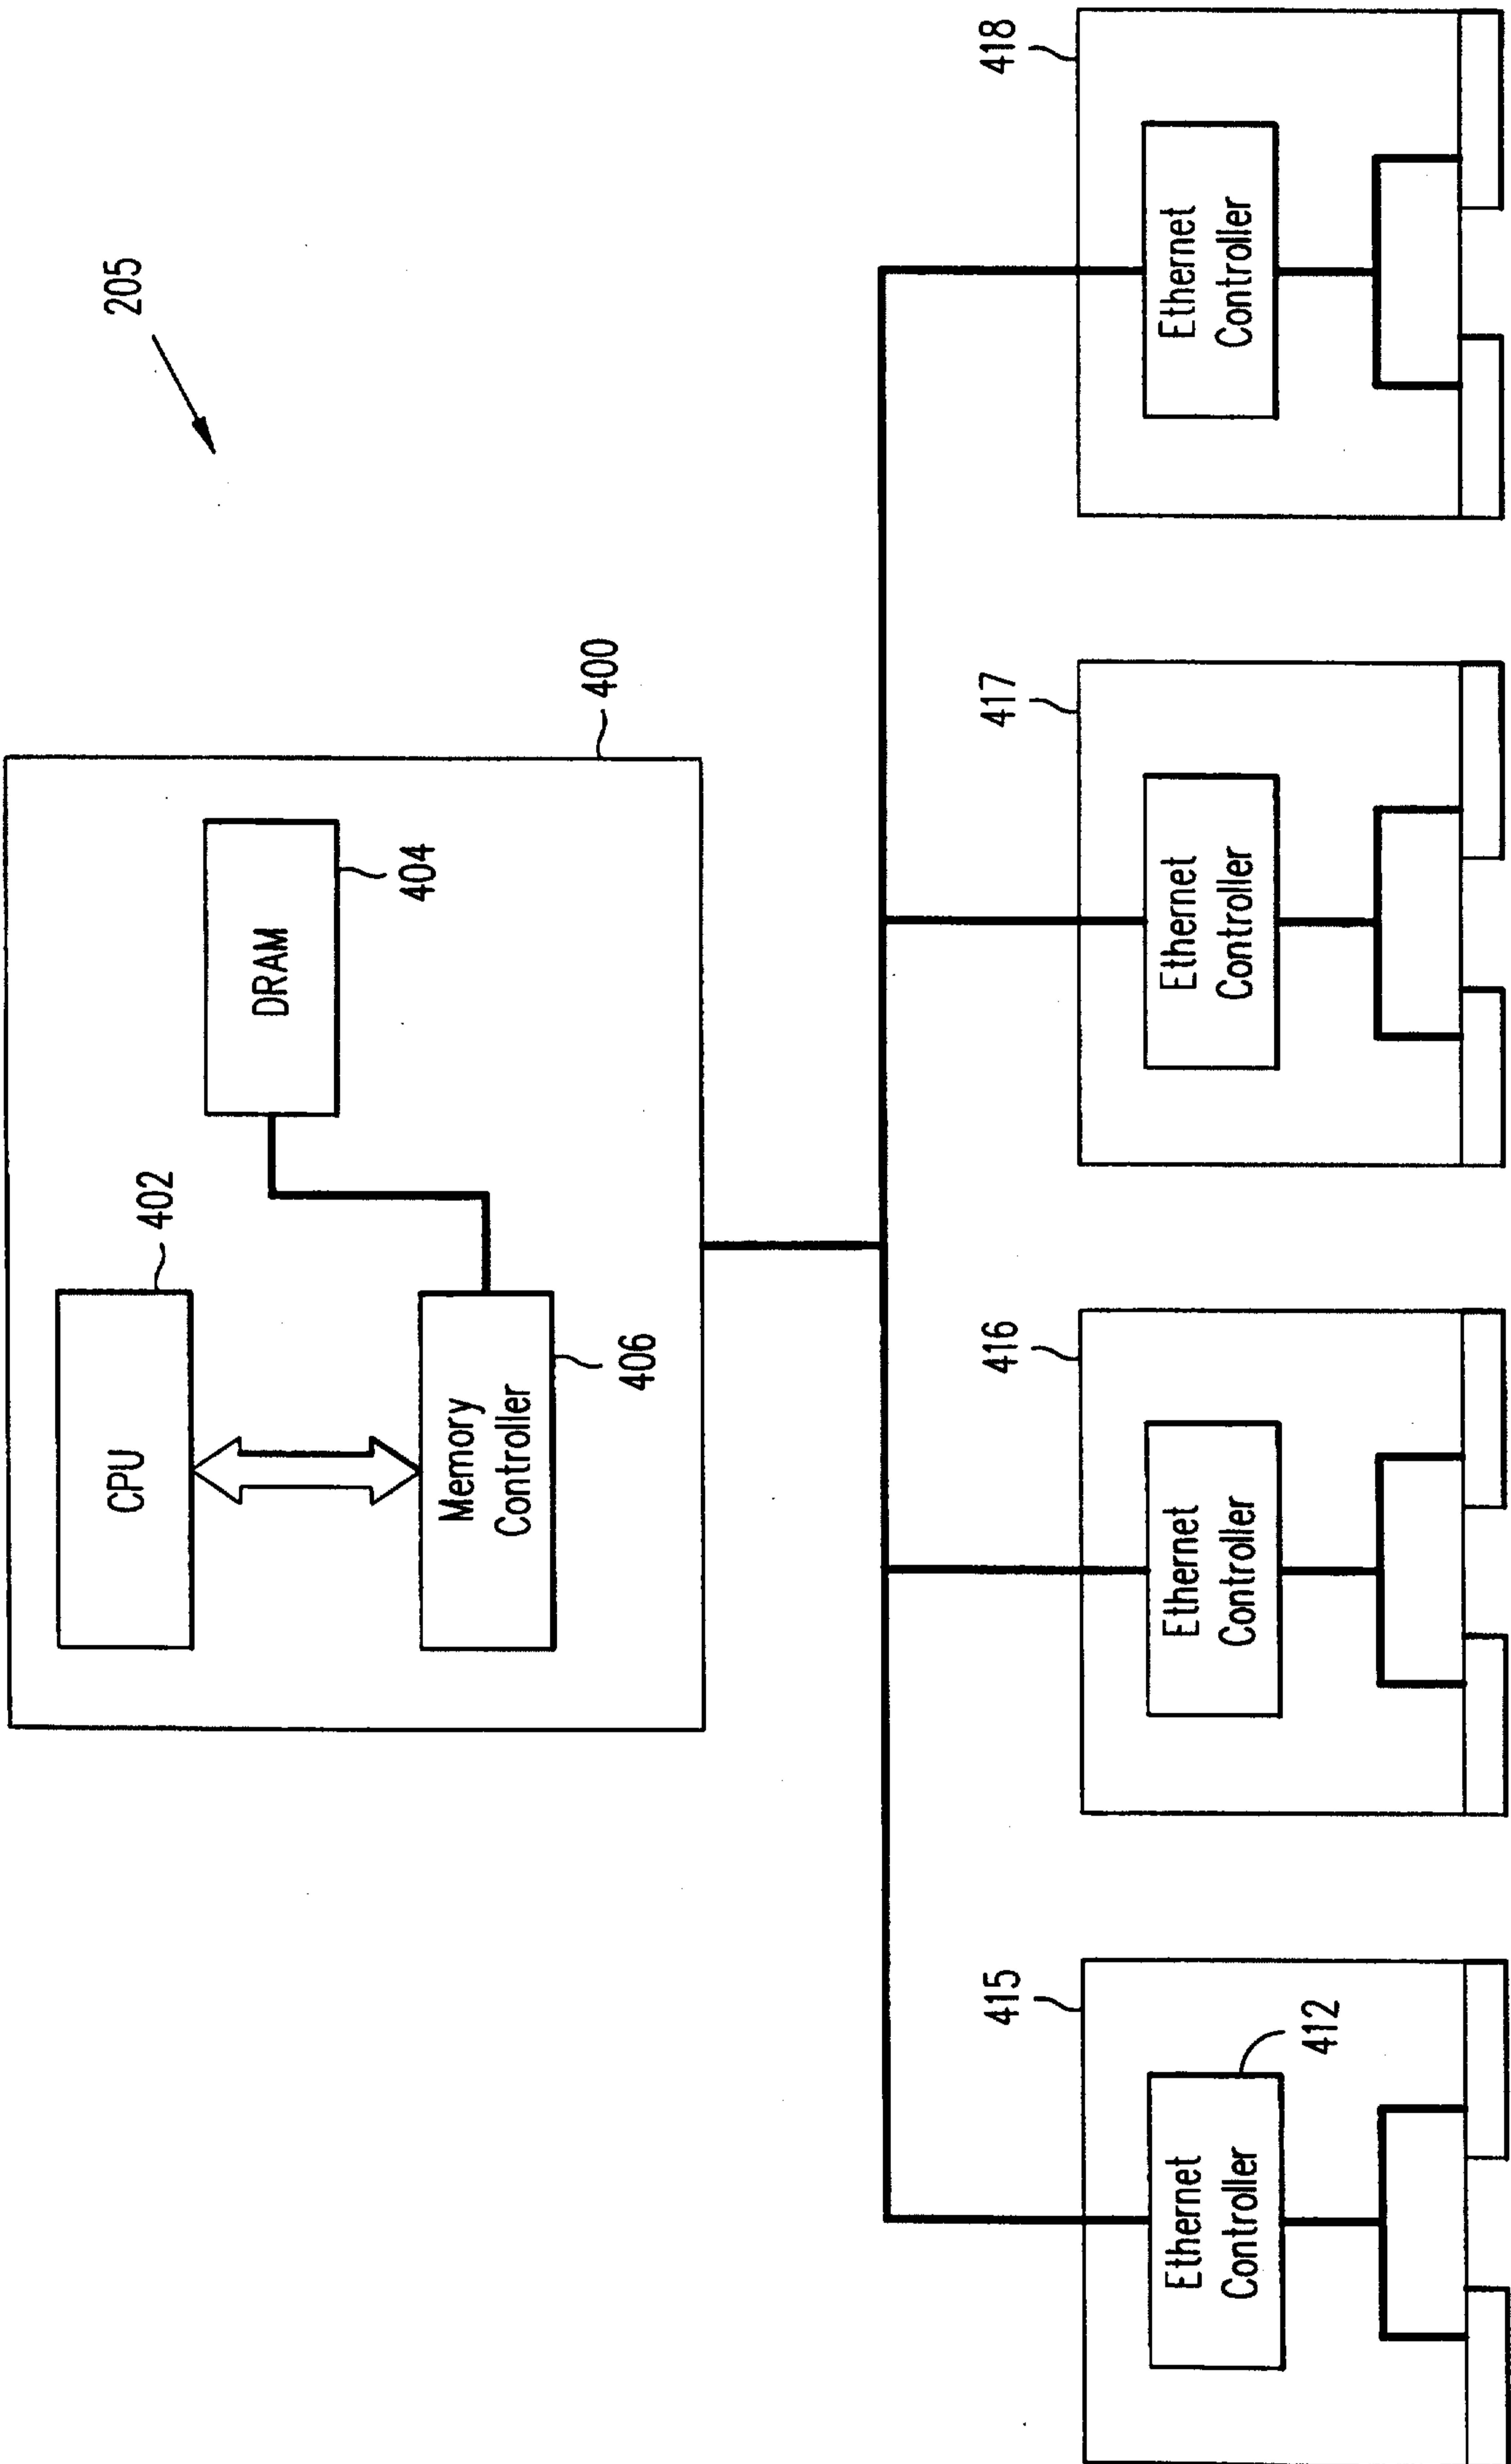 205
CPU
402
DRAM
404
Memory
Controller
406
400
415
Ethernet
Controller
412
416
Ethernet
Controller
417
Ethernet
Controller
418
Ethernet
Controller